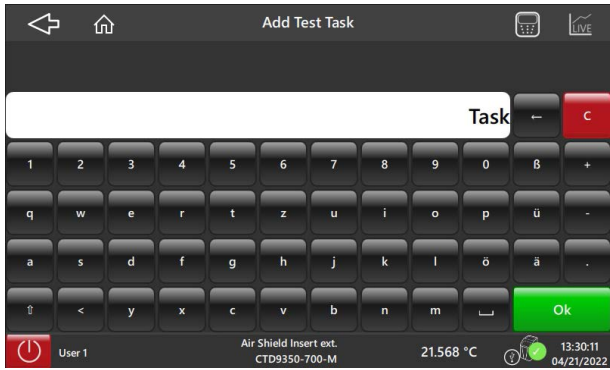 Add Test Task
LIVE
Task
← C
1 2 3 4 5 6 7 8 9 0 ß +
q w e r t z u i o p ü -
a s d f g h j k l ö ä .
⇧ < y x c v b n m ⎵ Ok
User 1
Air Shield Insert ext.
CTD9350-700-M
21.568 °C
?
13:30:11
04/21/2022